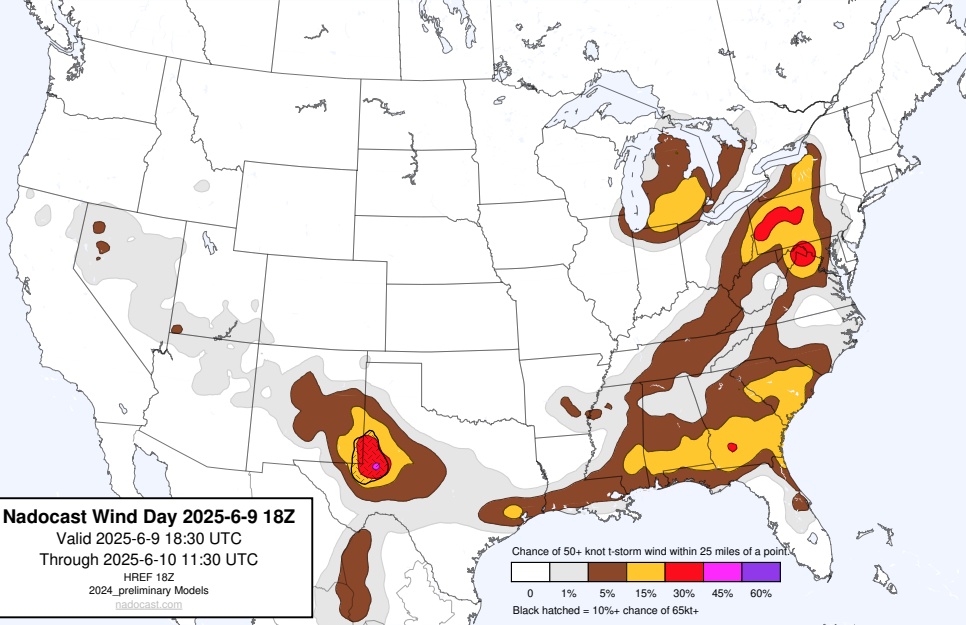 Nadocast Wind Day 2025-6-9 18Z
Valid 2025-6-9 18:30 UTC
Through 2025-6-10 11:30 UTC
HREF 18Z
2024_preliminary Models
nadocast.com
Chance of 50+ knot t-storm wind within 25 miles of a point.
0 1% 5% 15% 30% 45% 60%
Black hatched = 10%+ chance of 65kt+